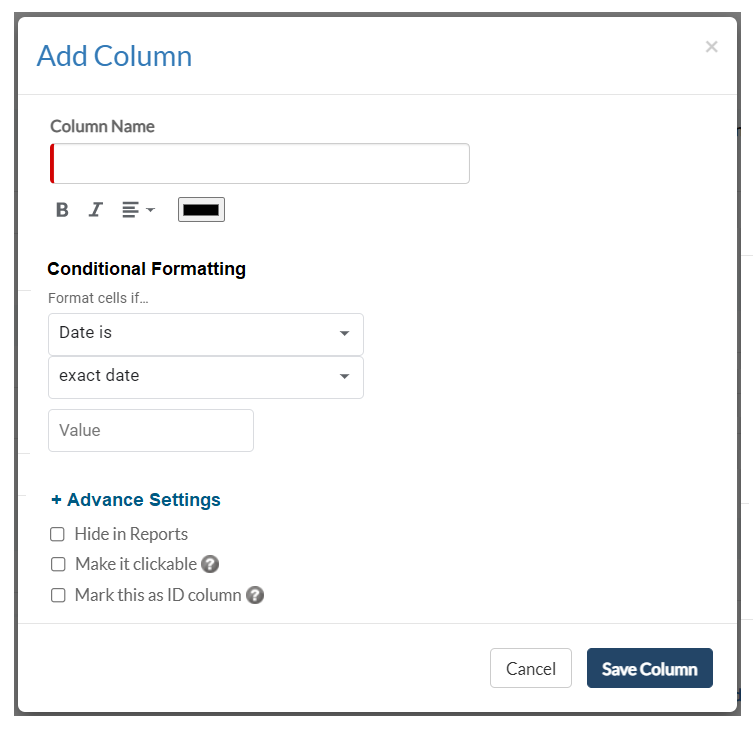 Add Column
×
Column Name
B I
Conditional Formatting
Format cells if...
Date is
exact date
Value
+ Advance Settings
Hide in Reports
Make it clickable ?
Mark this as ID column ?
Cancel Save Column